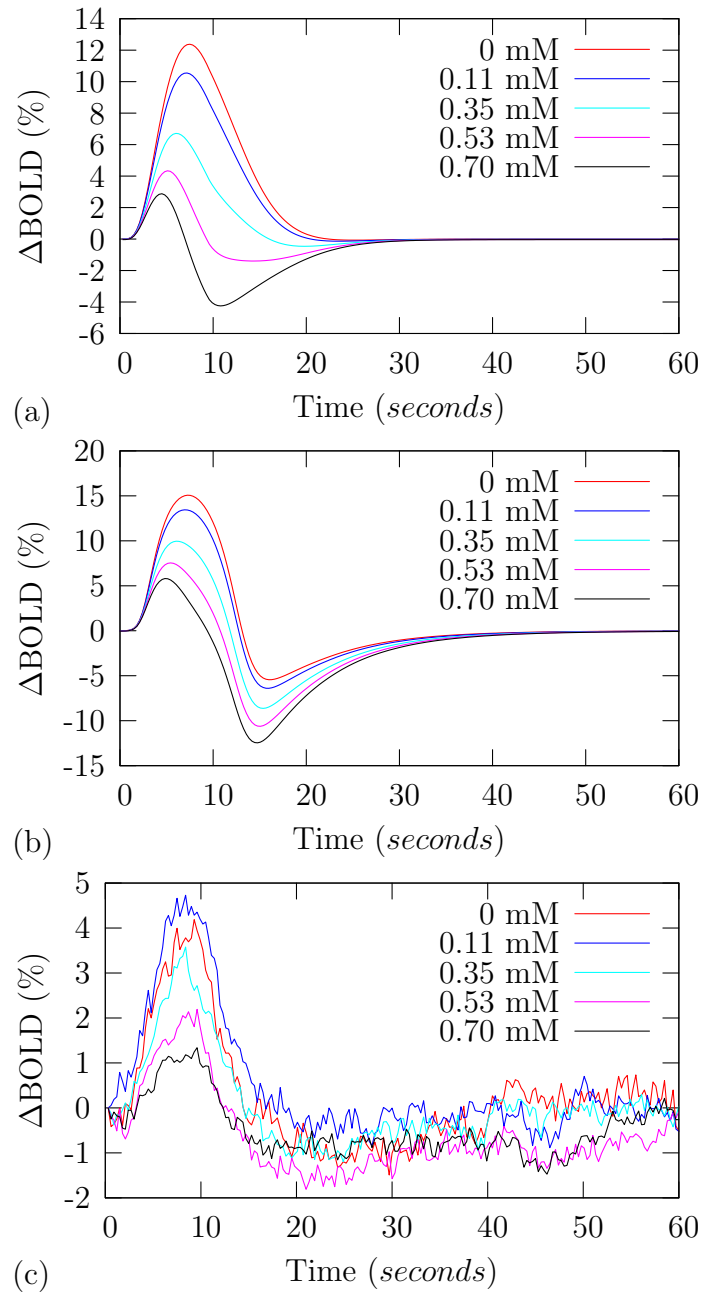 14
12
10
8
6
4
2
0
-2
-4
-6
ΔBOLD (%)
0 mM
0.11 mM
0.35 mM
0.53 mM
0.70 mM
0 10 20 30 40 50 60
Time (seconds)
(a)
20
15
10
5
0
-5
-10
-15
ΔBOLD (%)
0 mM
0.11 mM
0.35 mM
0.53 mM
0.70 mM
0 10 20 30 40 50 60
Time (seconds)
(b)
5
4
3
2
1
0
-1
-2
ΔBOLD (%)
0 mM
0.11 mM
0.35 mM
0.53 mM
0.70 mM
0 10 20 30 40 50 60
Time (seconds)
(c)